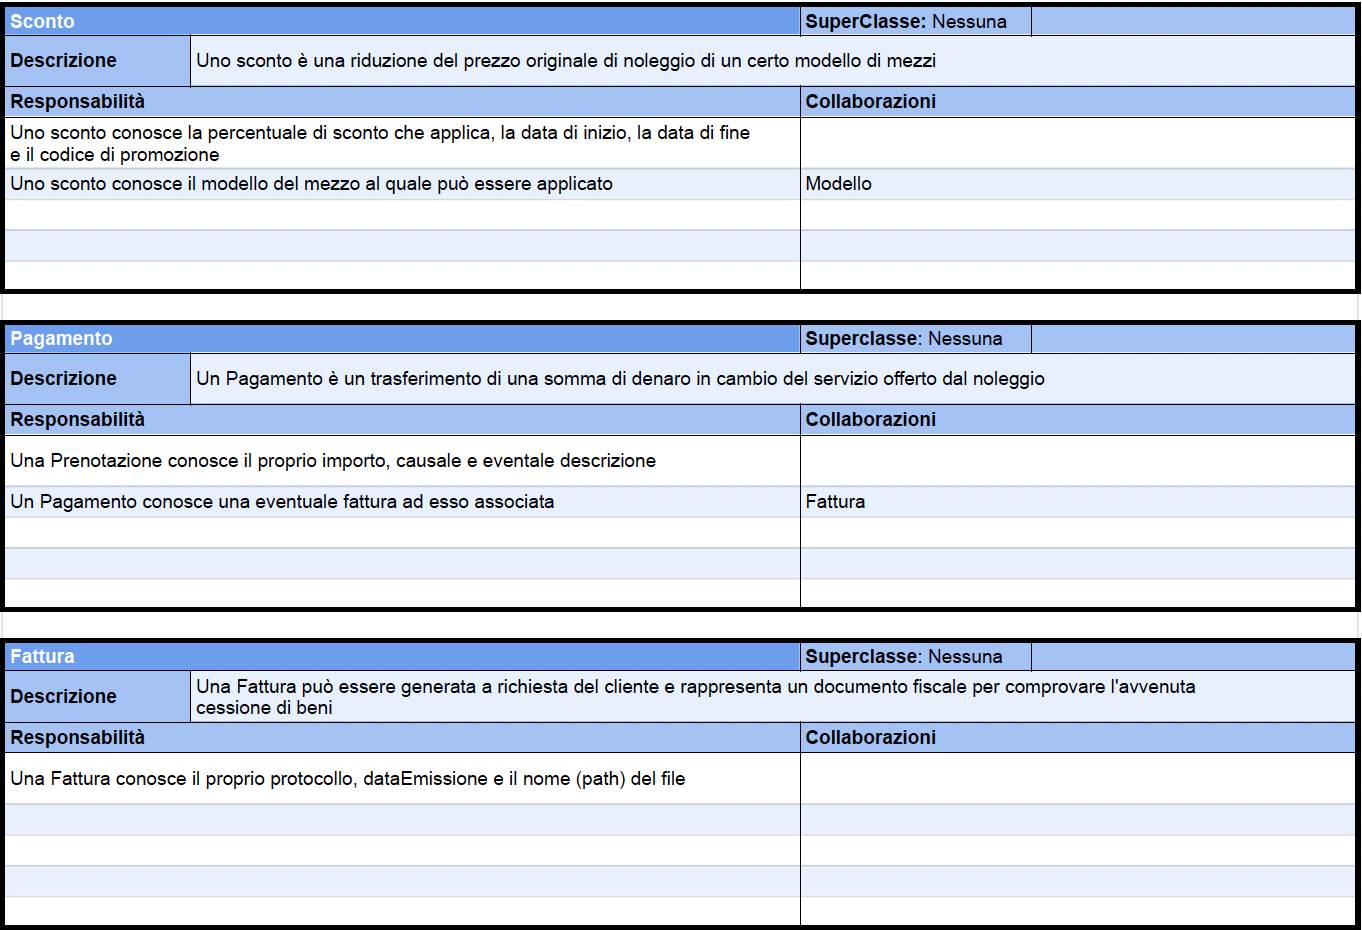 Sconto SuperClasse: Nessuna
Descrizione Uno sconto è una riduzione del prezzo originale di noleggio di un certo modello di mezzi
Responsabilità Collaborazioni
Uno sconto conosce la percentuale di sconto che applica, la data di inizio, la data di fine
e il codice di promozione
Uno sconto conosce il modello del mezzo al quale può essere applicato Modello
Pagamento Superclasse: Nessuna
Descrizione Un Pagamento è un trasferimento di una somma di denaro in cambio del servizio offerto dal noleggio
Responsabilità Collaborazioni
Una Prenotazione conosce il proprio importo, causale e eventale descrizione
Un Pagamento conosce una eventuale fattura ad esso associata Fattura
Fattura Superclasse: Nessuna
Descrizione Una Fattura può essere generata a richiesta del cliente e rappresenta un documento fiscale per comprovare l'avvenuta
cessione di beni
Responsabilità Collaborazioni
Una Fattura conosce il proprio protocollo, dataEmissione e il nome (path) del file